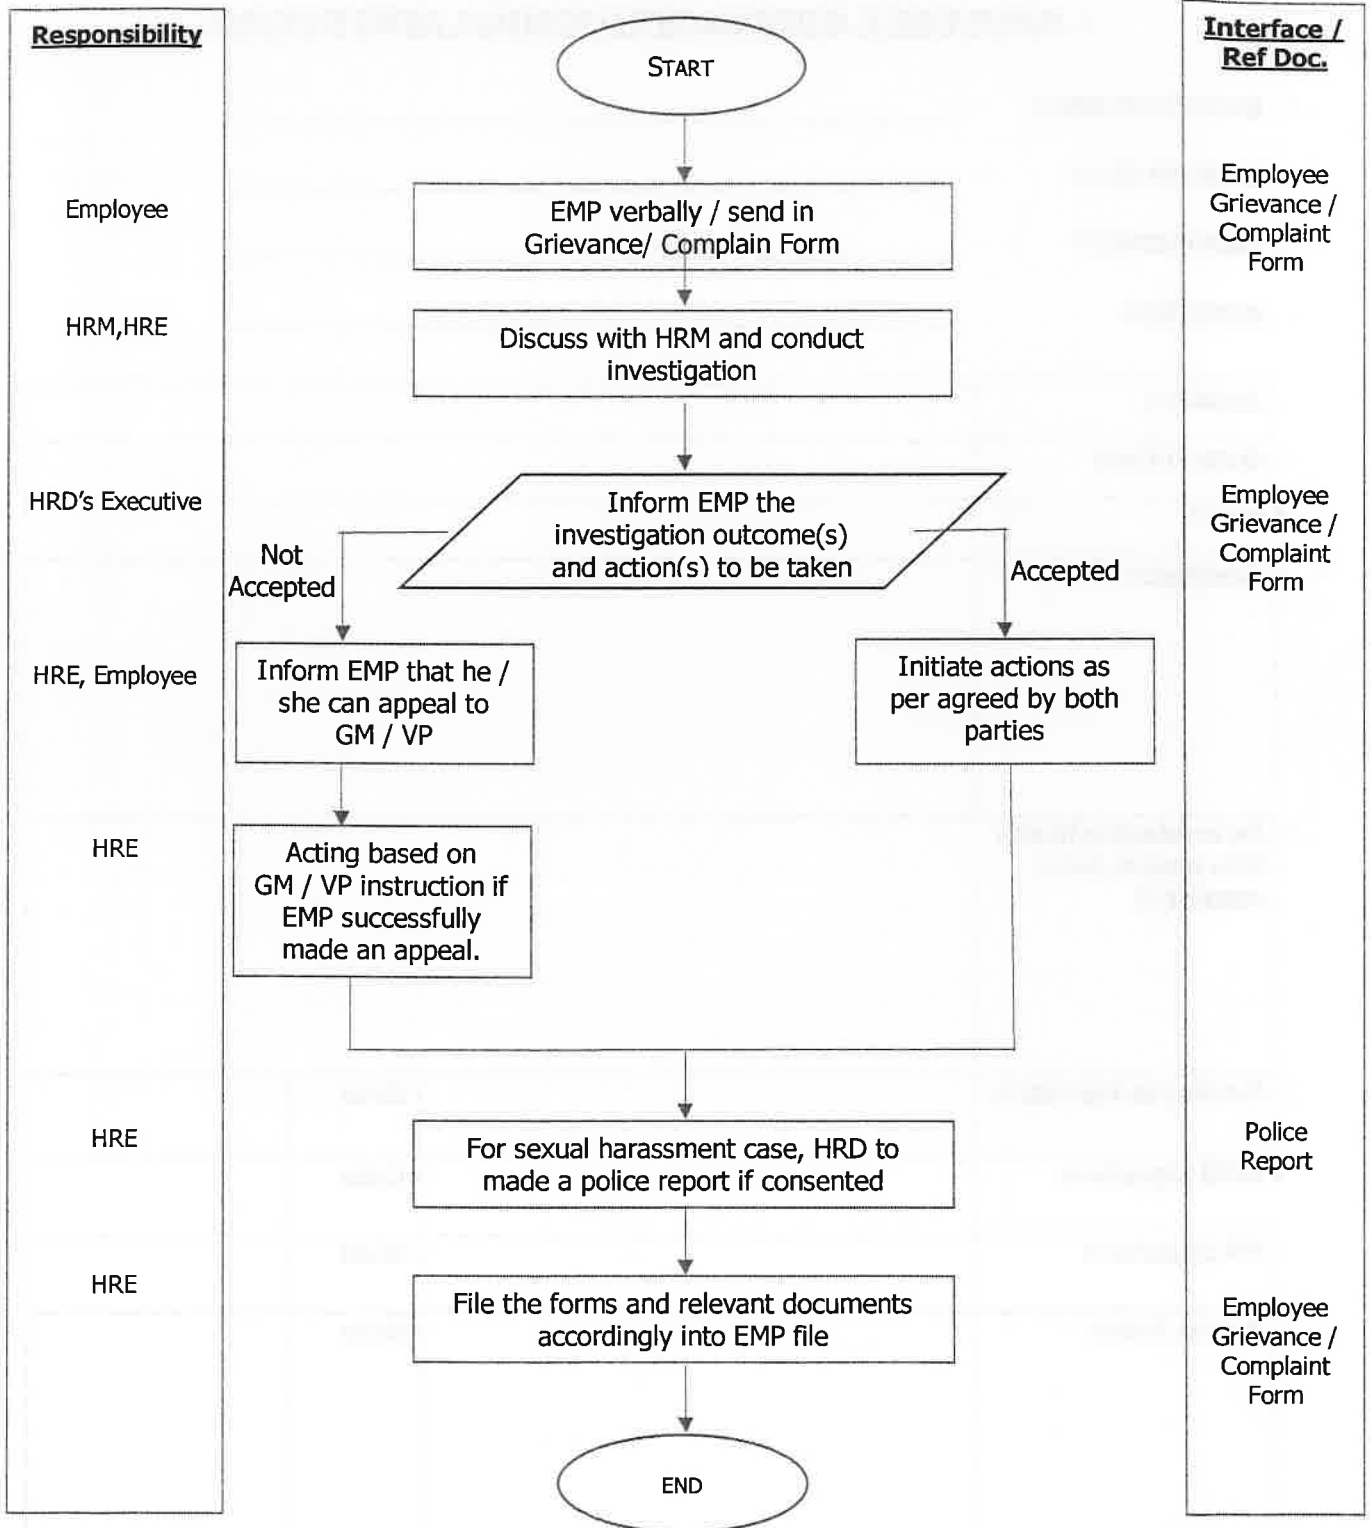 Responsibility
Interface /
Ref Doc.
START
Employee
EMP verbally / send in
Grievance/ Complain Form
Employee
Grievance /
Complaint
Form
HRM,HRE
Discuss with HRM and conduct
investigation
HRD's Executive
Inform EMP the
investigation outcome(s)
and action(s) to be taken
Employee
Grievance /
Complaint
Form
Not
Accepted
Accepted
HRE, Employee
Inform EMP that he /
she can appeal to
GM / VP
Initiate actions as
per agreed by both
parties
HRE
Acting based on
GM / VP instruction if
EMP successfully
made an appeal.
HRE
For sexual harassment case, HRD to
made a police report if consented
Police
Report
HRE
File the forms and relevant documents
accordingly into EMP file
Employee
Grievance /
Complaint
Form
END